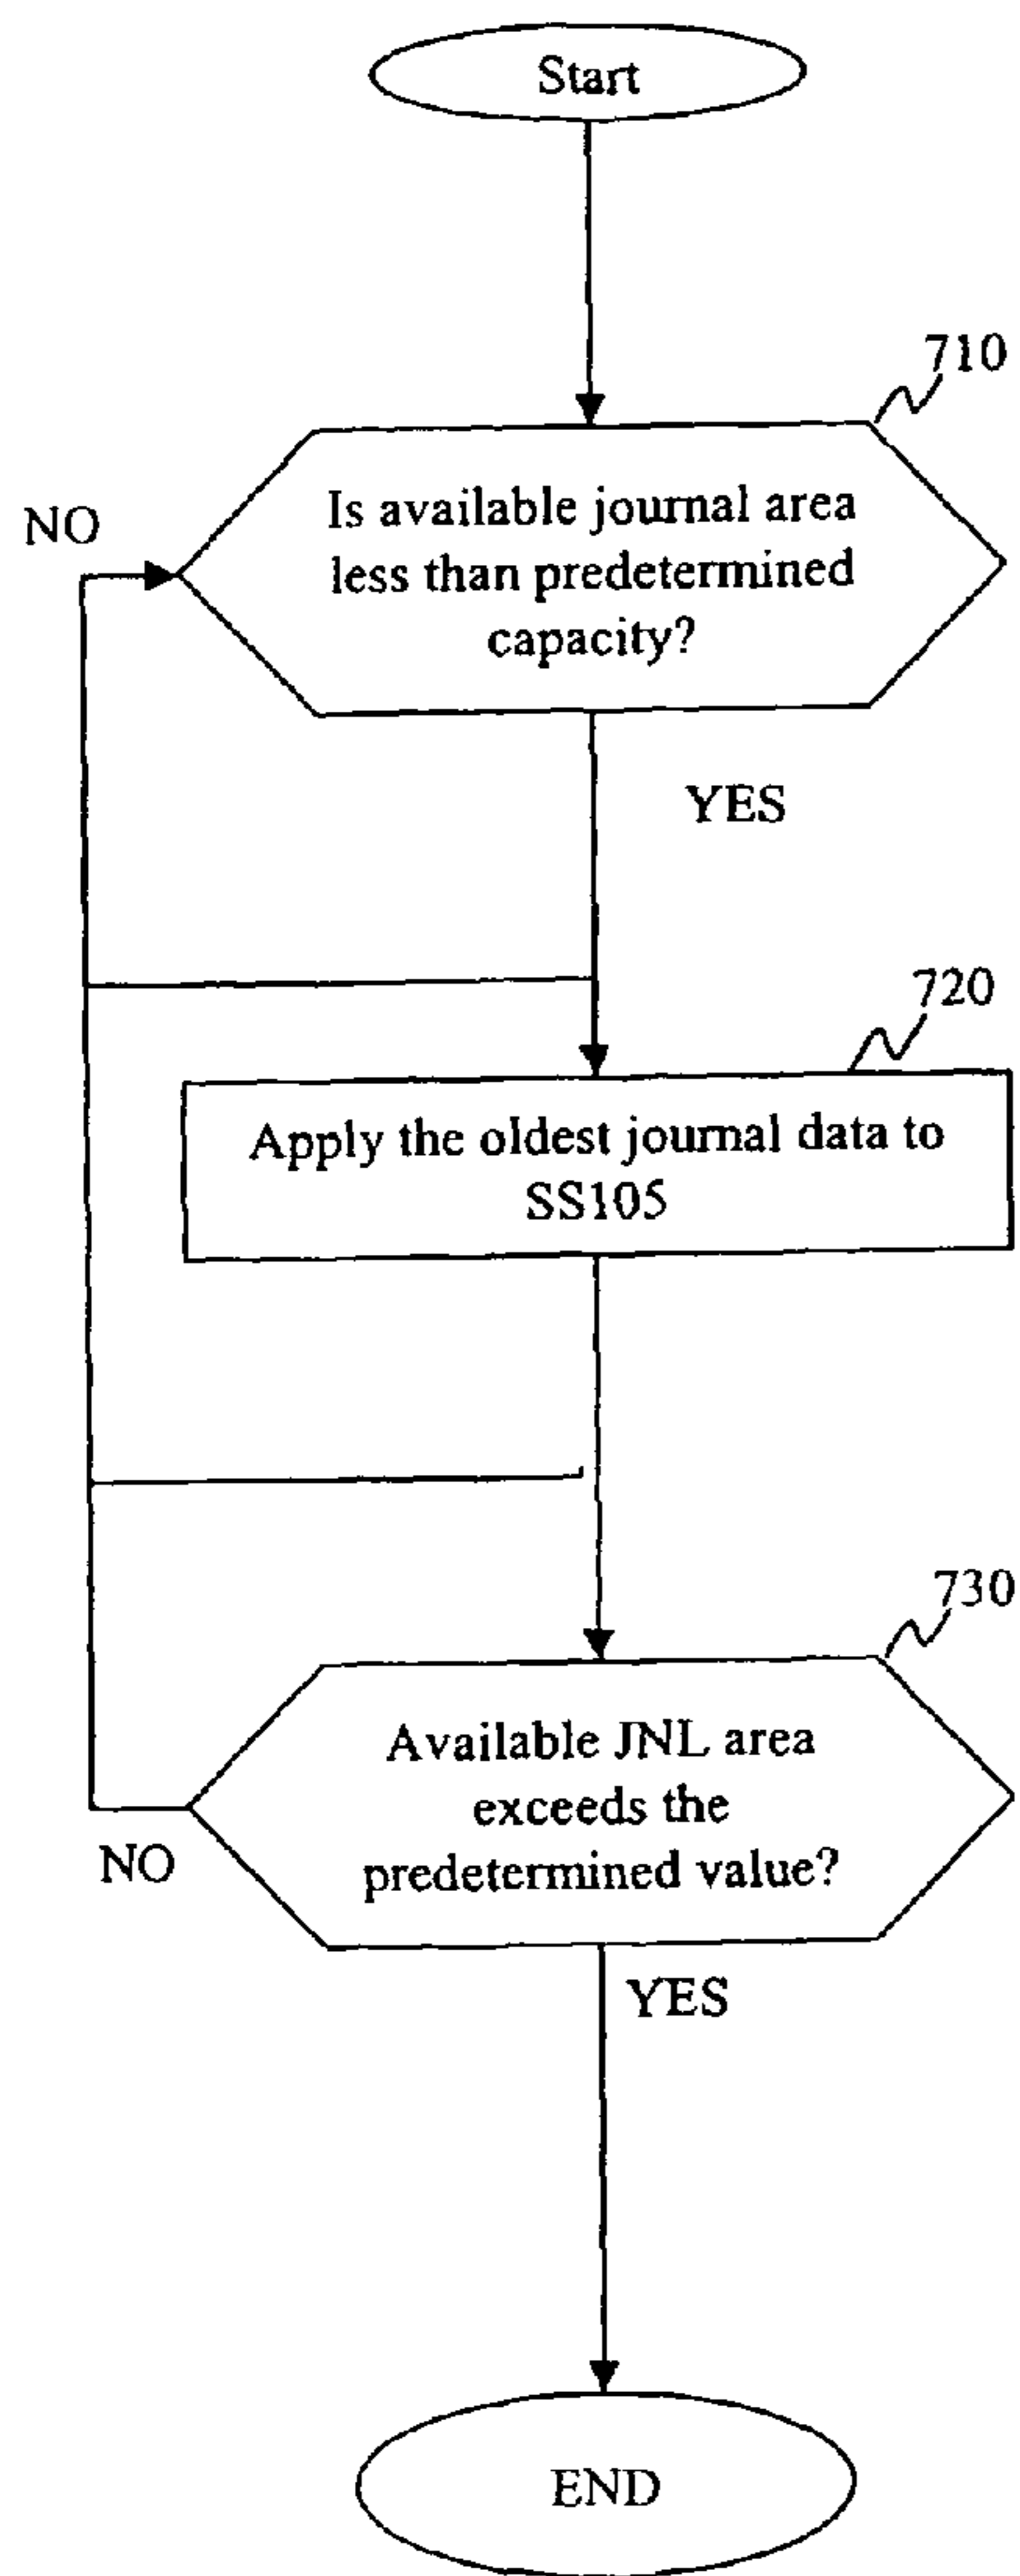 Start
710
NO
Is available journal area
less than predetermined
capacity?
YES
720
Apply the oldest journal data to
SS105
730
Available JNL area
exceeds the
predetermined value?
NO
YES
END